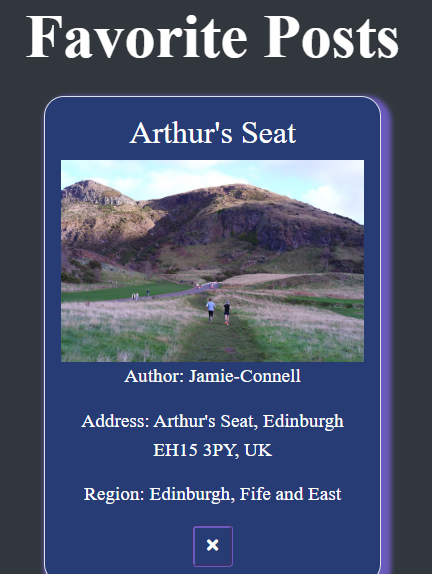 Favorite Posts
Arthur's Seat
Author: Jamie-Connell
Address: Arthur's Seat, Edinburgh
EH15 3PY, UK
Region: Edinburgh, Fife and East